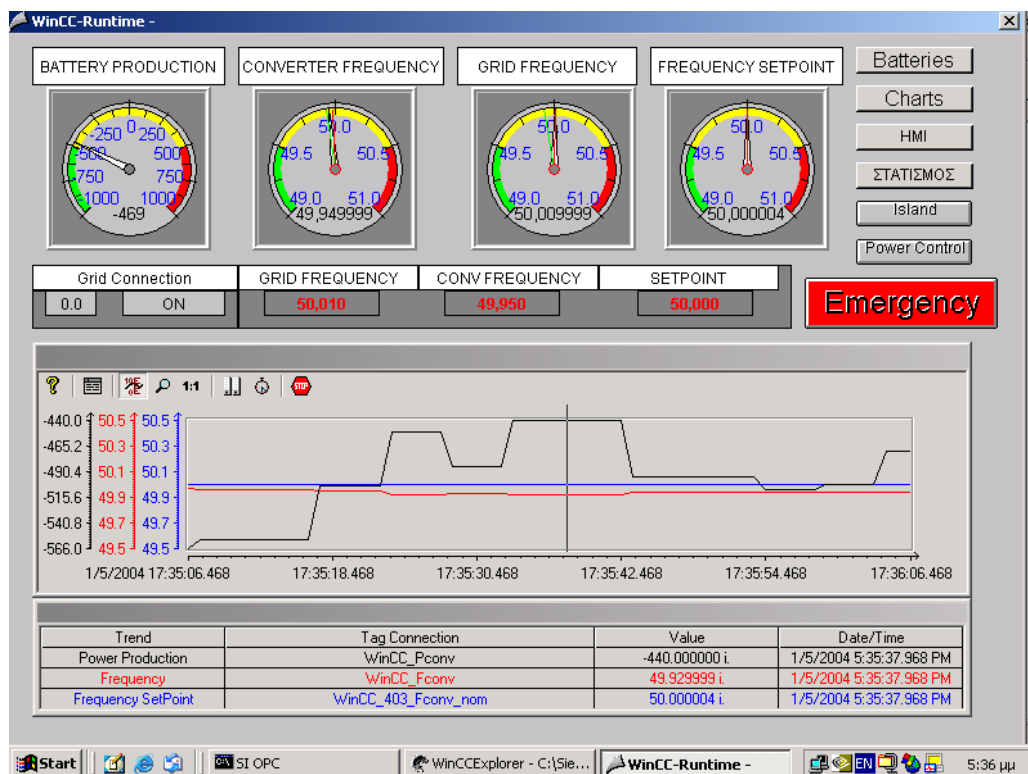 WinCC-Runtime -
BATTERY PRODUCTION
CONVERTER FREQUENCY
GRID FREQUENCY
FREQUENCY SETPOINT
Batteries
Charts
HMI
ΣΤΑΤΙΣΜΟΣ
Island
Power Control
-250 0 250
-500 500
-750 750
-1000 1000
-469
50.0
49.5 50.5
49.0 51.0
49,949999
50.0
49.5 50.5
49.0 51.0
50,009999
50.0
49.5 50.5
49.0 51.0
50,000004
Grid Connection
GRID FREQUENCY
CONV FREQUENCY
SETPOINT
0.0 ON 50,010 49,950 50,000
Emergency
1:1
STOP
-440.0 50.5 50.5
-465.2 50.3 50.3
-490.4 50.1 50.1
-515.6 49.9 49.9
-540.8 49.7 49.7
-566.0 49.5 49.5
1/5/2004 17:35:06.468 17:35:18.468 17:35:30.468 17:35:42.468 17:35:54.468 17:36:06.468
Trend Tag Connection Value Date/Time
Power Production WinCC_Pconv -440.000000 i. 1/5/2004 5:35:37.968 PM
Frequency WinCC_Fconv 49.929999 i. 1/5/2004 5:35:37.968 PM
Frequency SetPoint WinCC_403_Fconv_nom 50.000004 i. 1/5/2004 5:35:37.968 PM
Start
SI OPC
WinCCExplorer - C:\Sie...
WinCC-Runtime -
EN
5:36 μμ